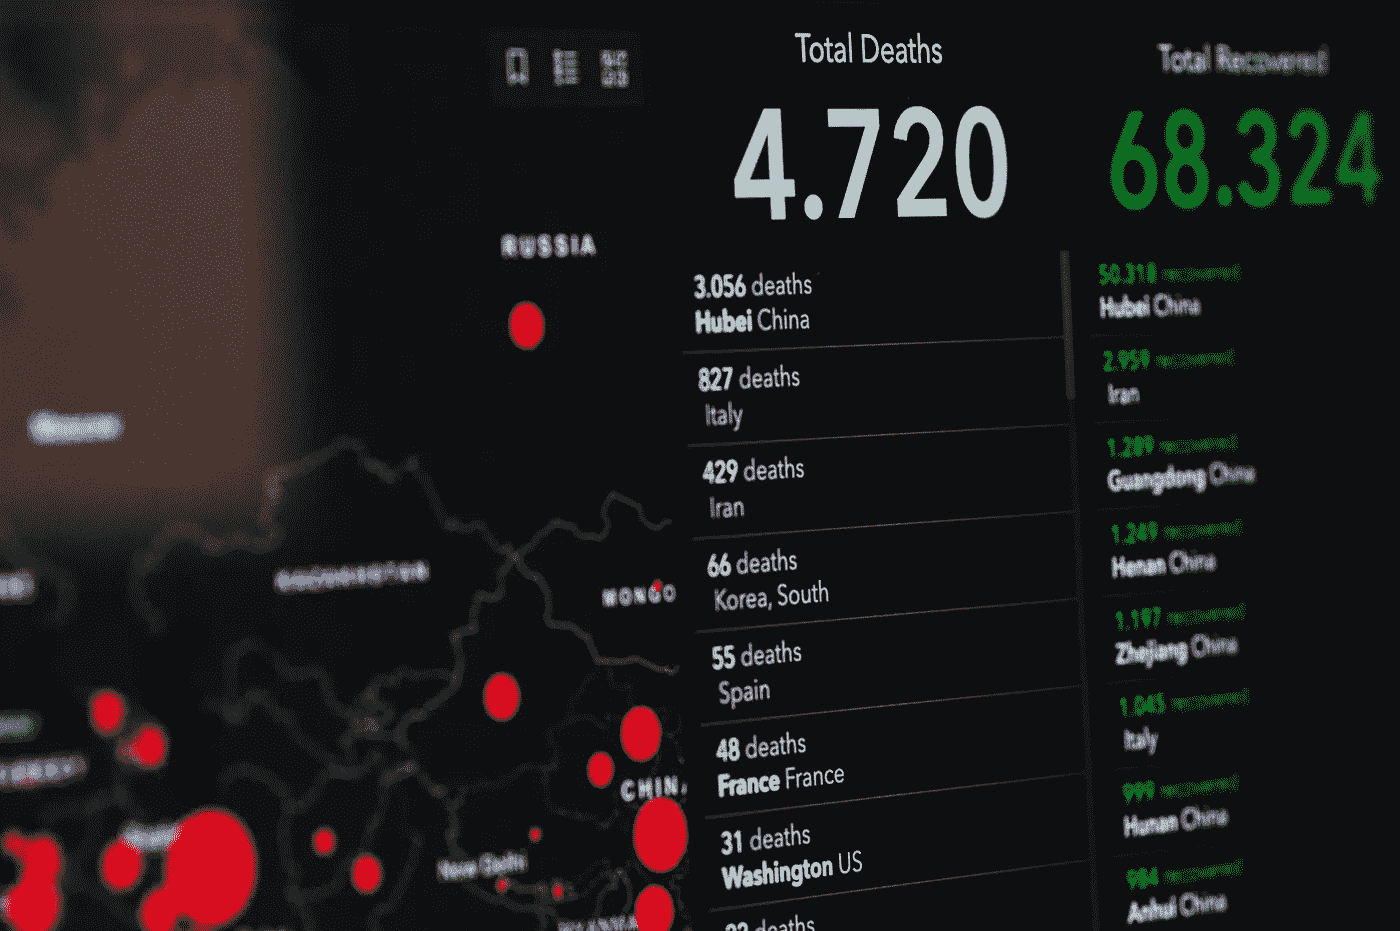 RUSSIA
MONGO
CHIN
New Delhi
Total Deaths
4.720
3.056 deaths
Hubei China
827 deaths
Italy
429 deaths
Iran
66 deaths
Korea, South
55 deaths
Spain
48 deaths
France France
31 deaths
Washington US
deaths
Total Recovered
68.324
50.318 recovered
Hubei China
2.959 recovered
Iran
1.289 recovered
Guangdong China
1.249 recovered
Henan China
1.197 recovered
Zhejiang China
1.045 recovered
Italy
999 recovered
Hunan China
984 recovered
Anhui China